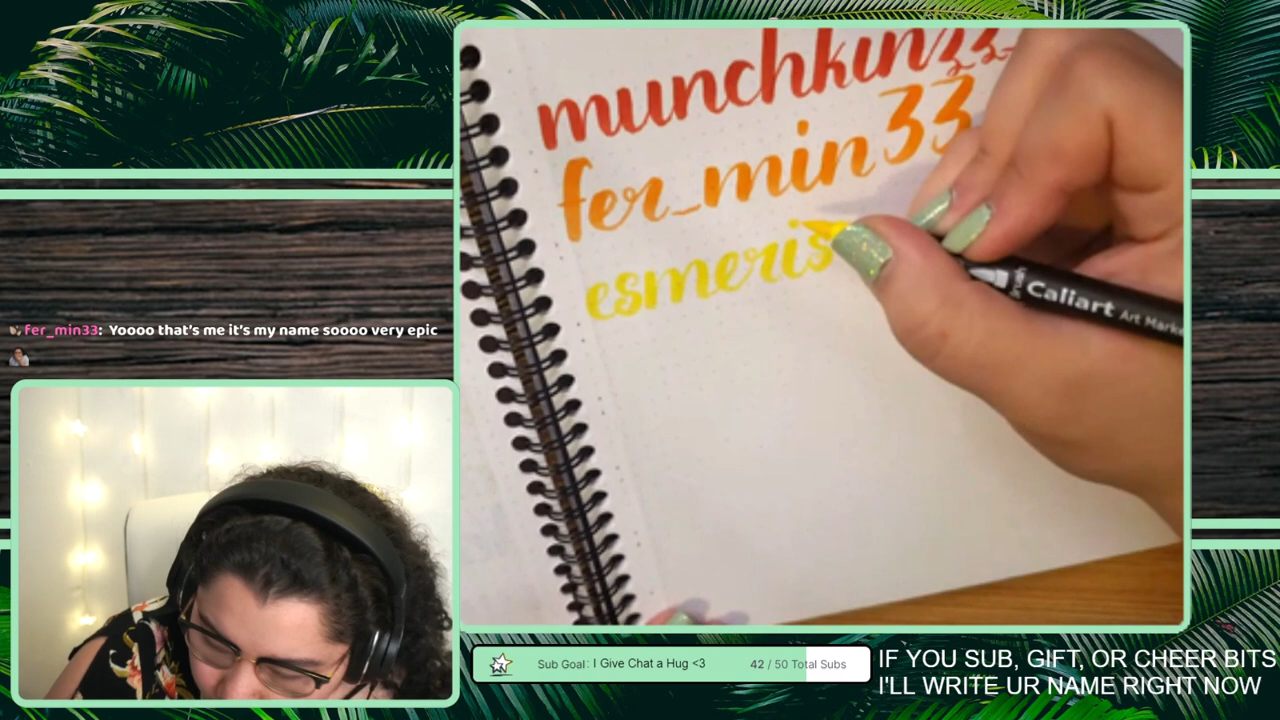 munchkinzz_
fer_min33
esmeris
Caliart Art Marke
fer_min33: Yoooo that's me it's my name soooo very epic
Sub Goal: I Give Chat a Hug <3 42 / 50 Total Subs
IF YOU SUB, GIFT, OR CHEER BITS
I'LL WRITE UR NAME RIGHT NOW